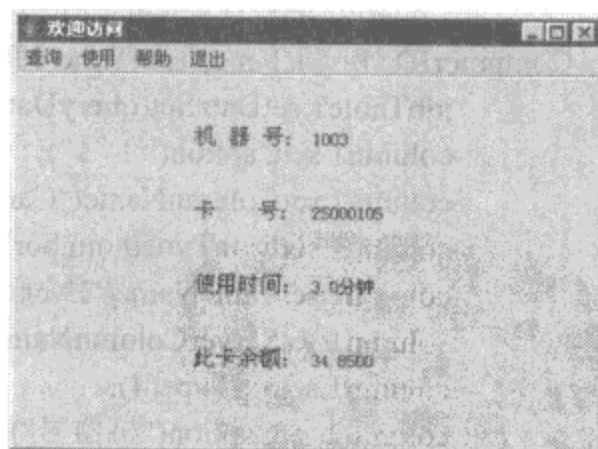 欢迎访问
查询 使用 帮助 退出
机 器 号： 1003
卡 号： 25000105
使用时间： 3.0分钟
此卡余额： 34.8500